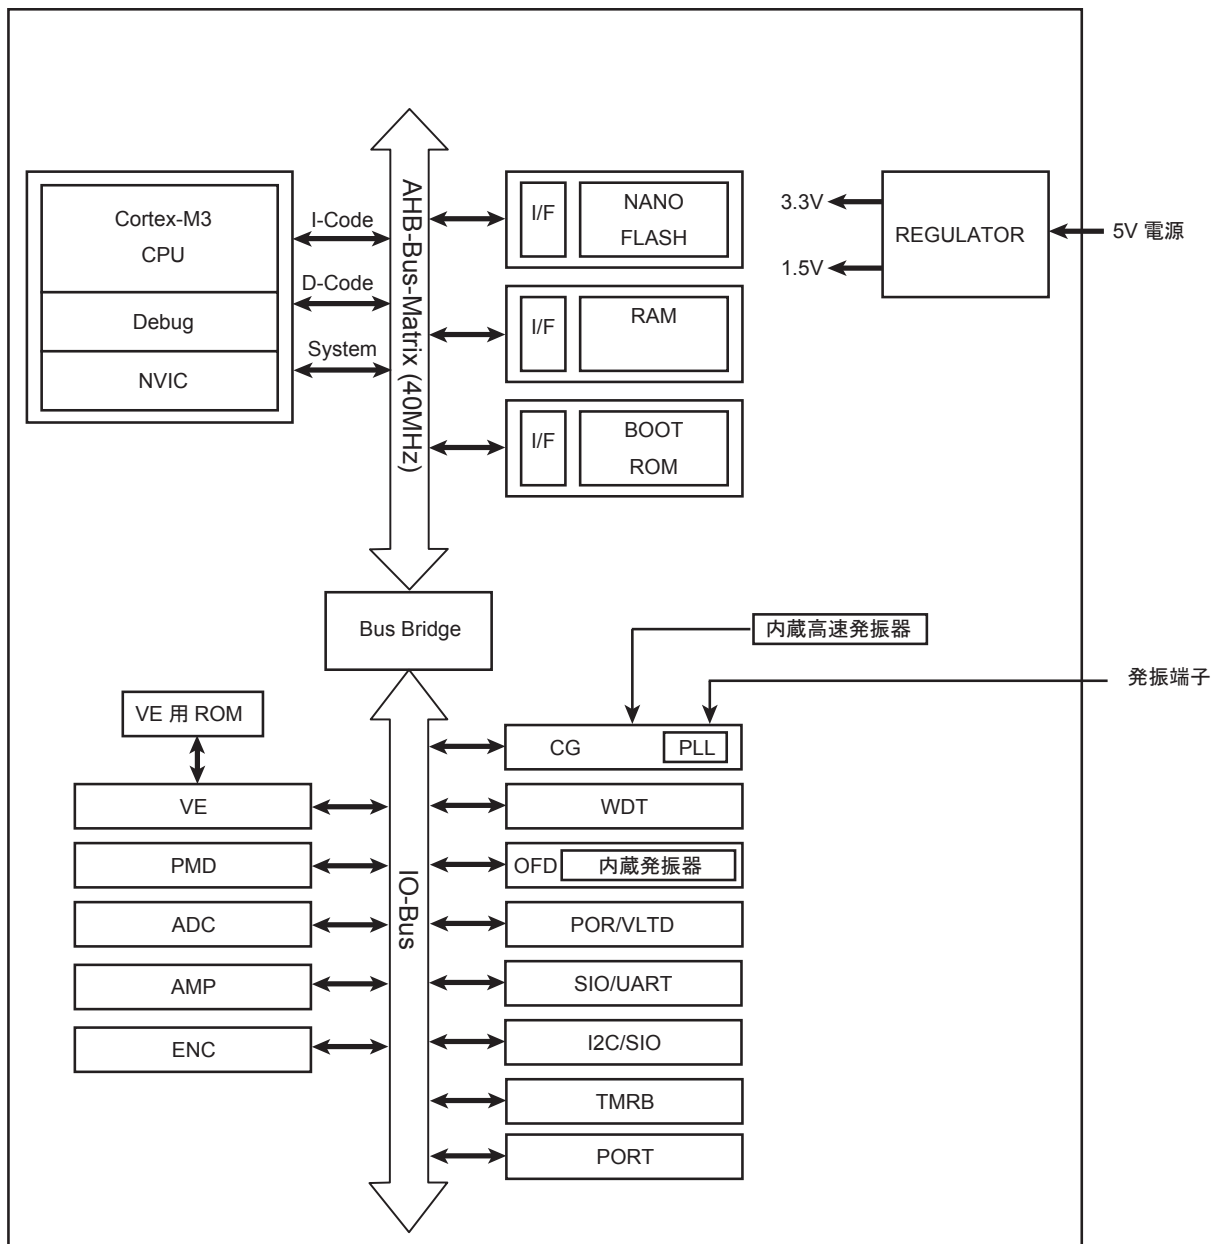 Cortex-M3
CPU
Debug
NVIC
I-Code
D-Code
System
AHB-Bus-Matrix (40MHz)
I/F
NANO
FLASH
I/F
RAM
I/F
BOOT
ROM
3.3V
1.5V
REGULATOR
5V 電源
Bus Bridge
内蔵高速発振器
発振端子
VE 用 ROM
VE
PMD
ADC
AMP
ENC
IO-Bus
CG
PLL
WDT
OFD
内蔵発振器
POR/VLTD
SIO/UART
I2C/SIO
TMRB
PORT